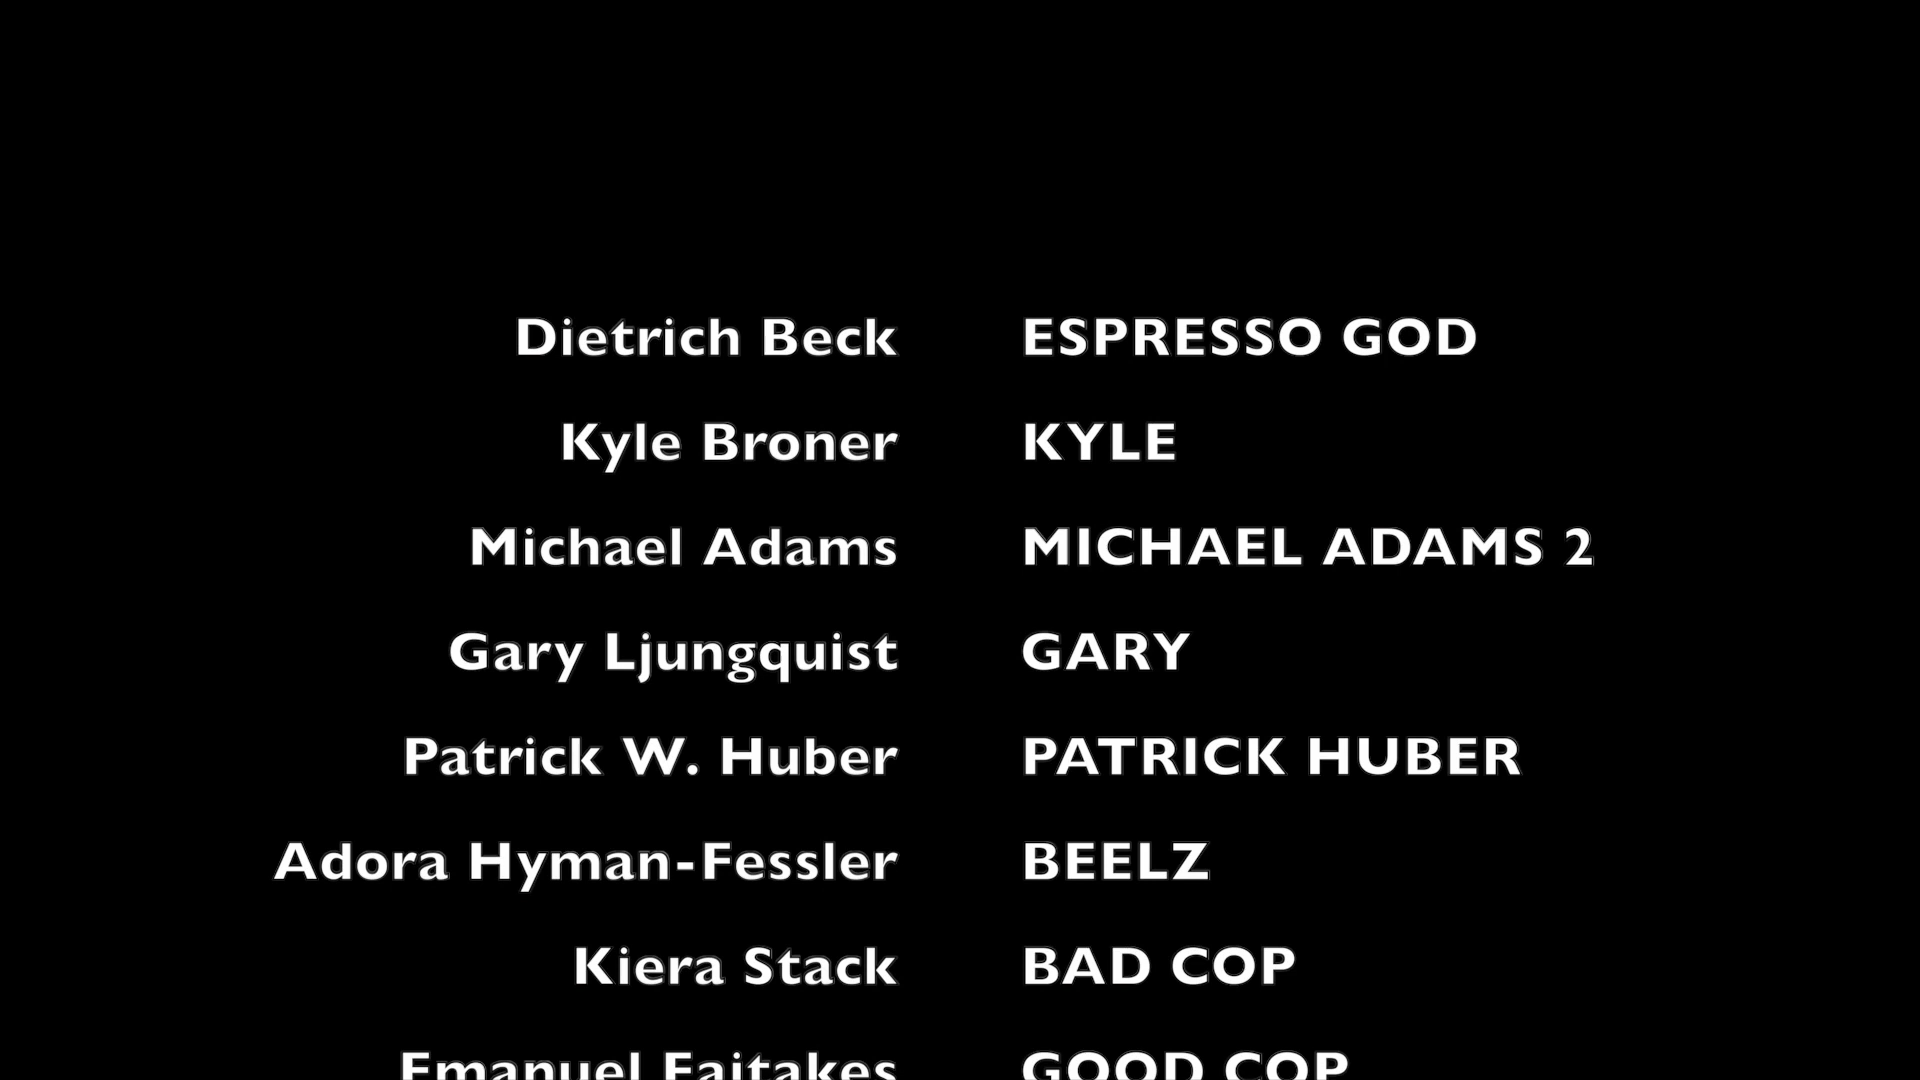 Dietrich Beck ESPRESSO GOD
Kyle Broner KYLE
Michael Adams MICHAEL ADAMS 2
Gary Ljungquist GARY
Patrick W. Huber PATRICK HUBER
Adora Hyman-Fessler BEELZ
Kiera Stack BAD COP
Emanuel Faitakes GOOD COP